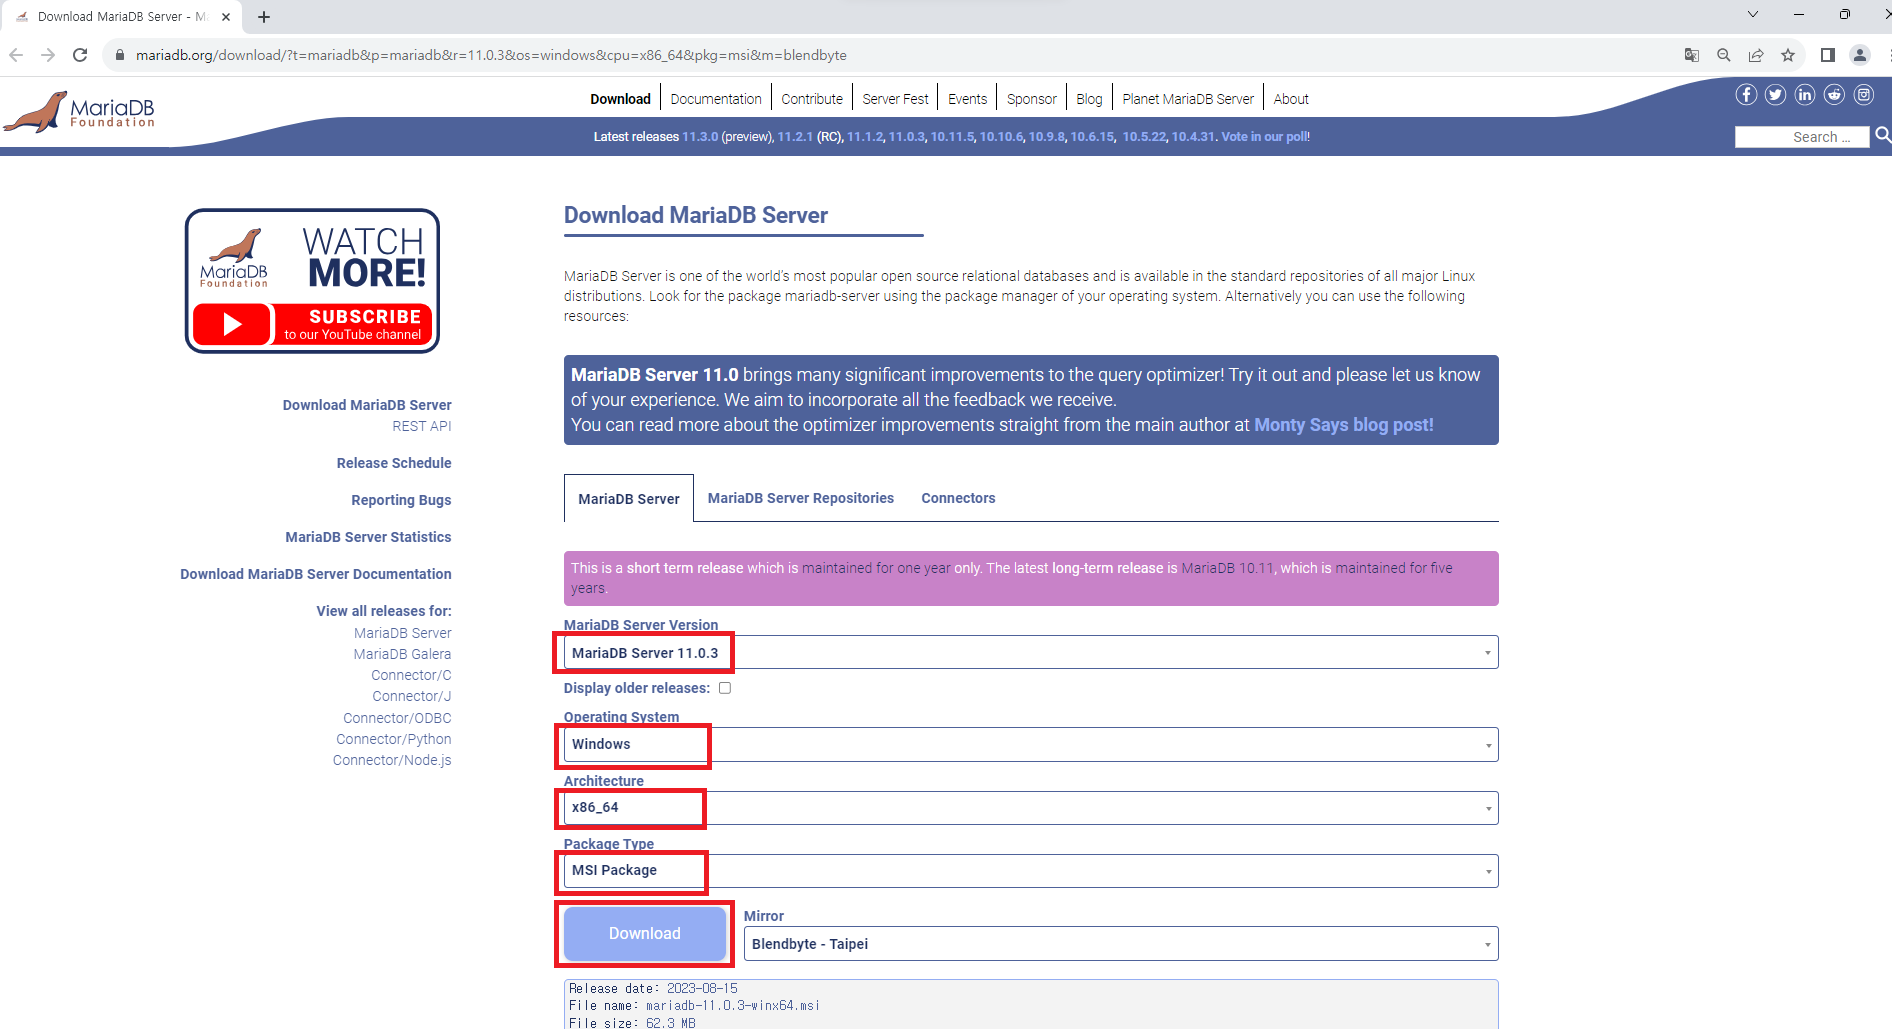 Download MariaDB Server - M
mariadb.org/download/?t=mariadb&p=mariadb&r=11.0.3&os=windows&cpu=x86_64&pkg=msi&m=blendbyte
MariaDB
Foundation
Download
Documentation
Contribute
Server Fest
Events
Sponsor
Blog
Planet MariaDB Server
About
Latest releases 11.3.0 (preview), 11.2.1 (RC), 11.1.2, 11.0.3, 10.11.5, 10.10.6, 10.9.8, 10.6.15, 10.5.22, 10.4.31. Vote in our poll!
Search ...
MariaDB
Foundation
WATCH
MORE!
SUBSCRIBE
to our YouTube channel
Download MariaDB Server
REST API
Release Schedule
Reporting Bugs
MariaDB Server Statistics
Download MariaDB Server Documentation
View all releases for:
MariaDB Server
MariaDB Galera
Connector/C
Connector/J
Connector/ODBC
Connector/Python
Connector/Node.js
Download MariaDB Server
MariaDB Server is one of the world's most popular open source relational databases and is available in the standard repositories of all major Linux
distributions. Look for the package mariadb-server using the package manager of your operating system. Alternatively you can use the following
resources:
MariaDB Server 11.0 brings many significant improvements to the query optimizer! Try it out and please let us know
of your experience. We aim to incorporate all the feedback we receive.
You can read more about the optimizer improvements straight from the main author at Monty Says blog post!
MariaDB Server
MariaDB Server Repositories
Connectors
This is a short term release which is maintained for one year only. The latest long-term release is MariaDB 10.11, which is maintained for five
years.
MariaDB Server Version
MariaDB Server 11.0.3
Display older releases:
Operating System
Windows
Architecture
x86_64
Package Type
MSI Package
Download
Mirror
Blendbyte - Taipei
Release date: 2023-08-15
File name: mariadb-11.0.3-winx64.msi
File size: 62.3 MB